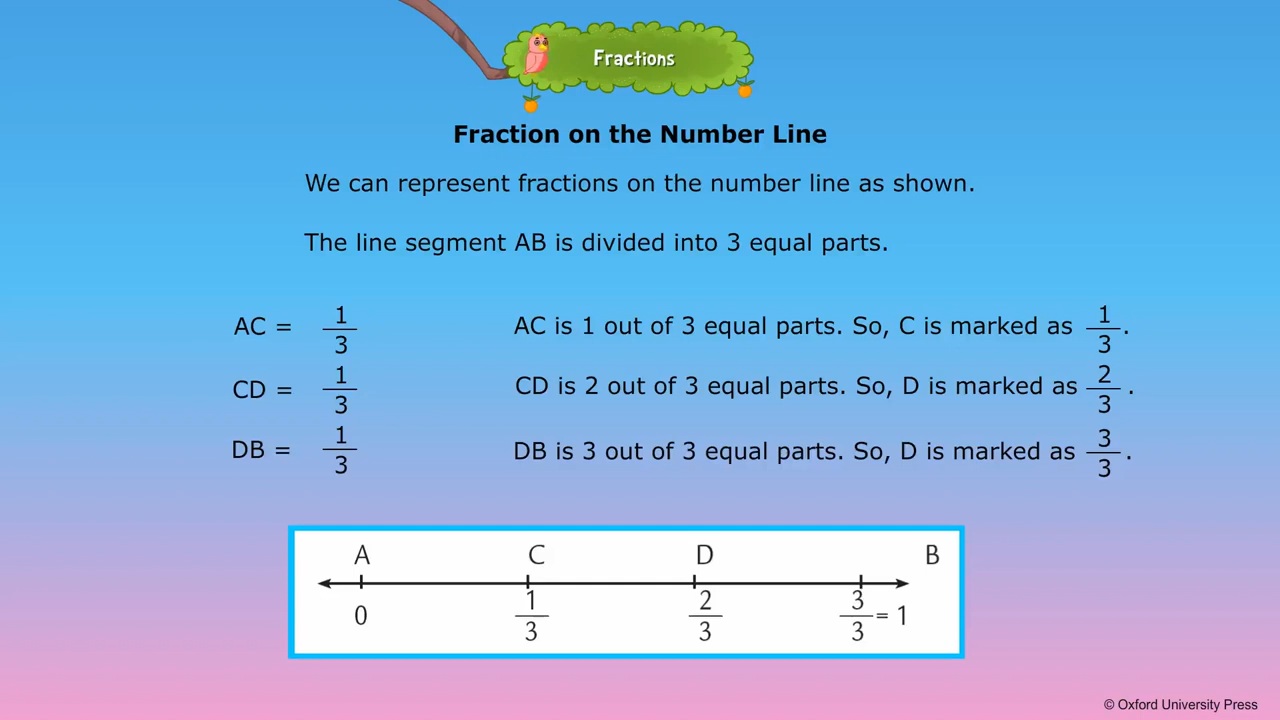 Fractions
Fraction on the Number Line
We can represent fractions on the number line as shown.
The line segment AB is divided into 3 equal parts.
AC = 1/3 AC is 1 out of 3 equal parts. So, C is marked as 1/3.
CD = 1/3 CD is 2 out of 3 equal parts. So, D is marked as 2/3.
DB = 1/3 DB is 3 out of 3 equal parts. So, D is marked as 3/3.
A C D B
0 1/3 2/3 3/3 = 1
© Oxford University Press